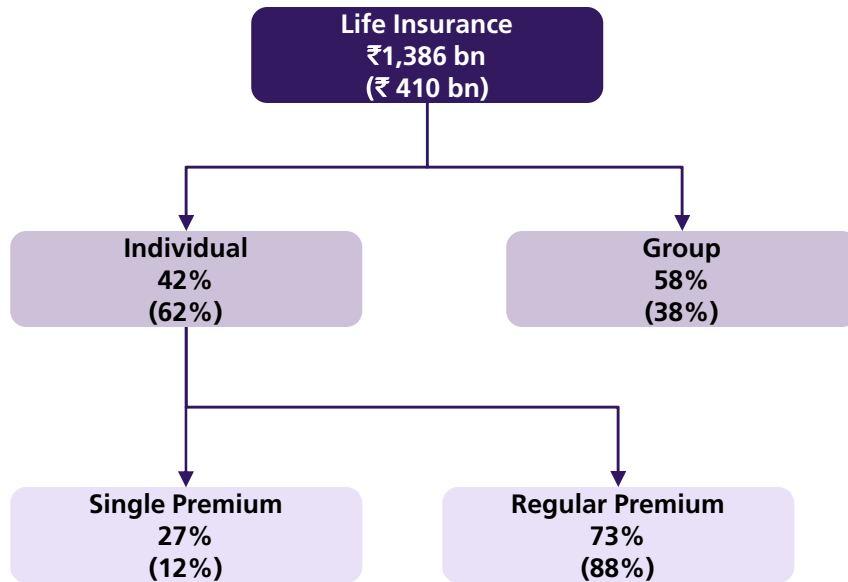 Life Insurance
₹1,386 bn
(₹ 410 bn)
Individual
42%
(62%)
Group
58%
(38%)
Single Premium
27%
(12%)
Regular Premium
73%
(88%)